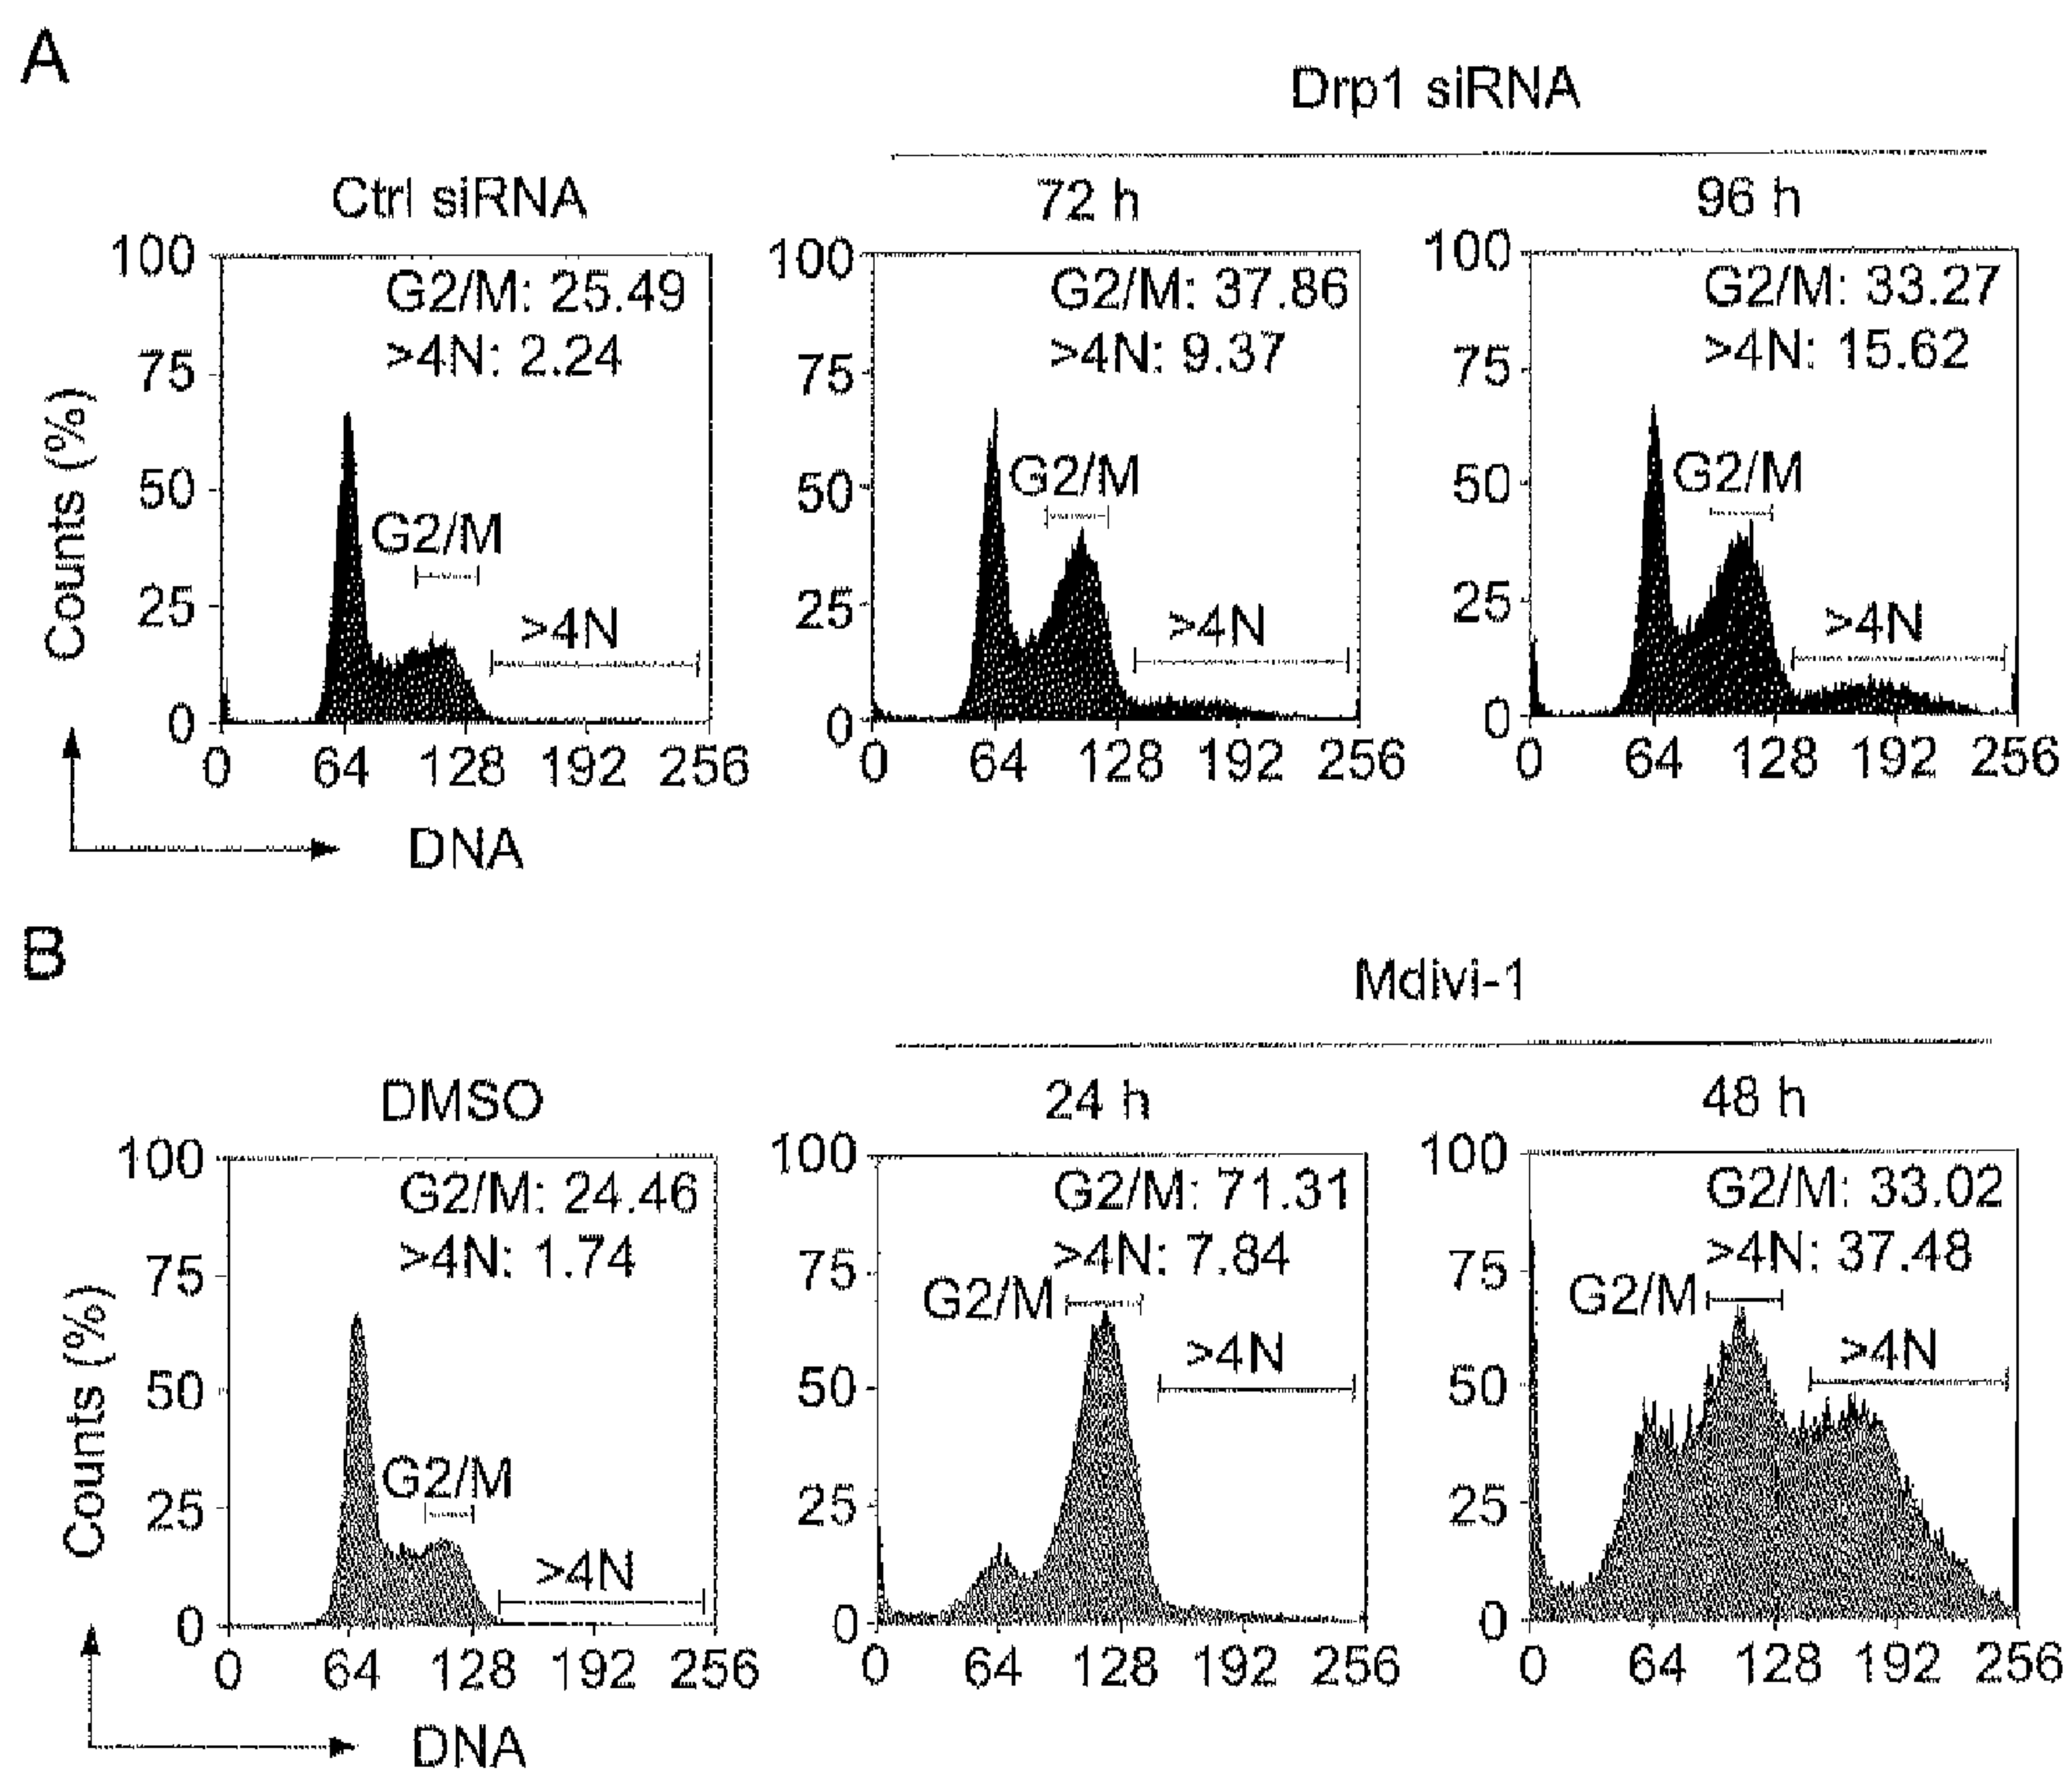 A
Drp1 siRNA
Ctrl siRNA
72 h
96 h
100
75
50
25
0
Counts (%)
G2/M: 25.49
>4N: 2.24
G2/M
>4N
0 64 128 192 256
DNA
100
75
50
25
0
G2/M: 37.86
>4N: 9.37
G2/M
>4N
0 64 128 192 256
100
75
50
25
0
G2/M: 33.27
>4N: 15.62
G2/M
>4N
0 64 128 192 256
B
Mdivi-1
DMSO
24 h
48 h
100
75
50
25
0
Counts (%)
G2/M: 24.46
>4N: 1.74
G2/M
>4N
0 64 128 192 256
DNA
100
75
50
25
0
G2/M: 71.31
>4N: 7.84
G2/M
>4N
0 64 128 192 256
100
75
50
25
0
G2/M: 33.02
>4N: 37.48
G2/M
>4N
0 64 128 192 256